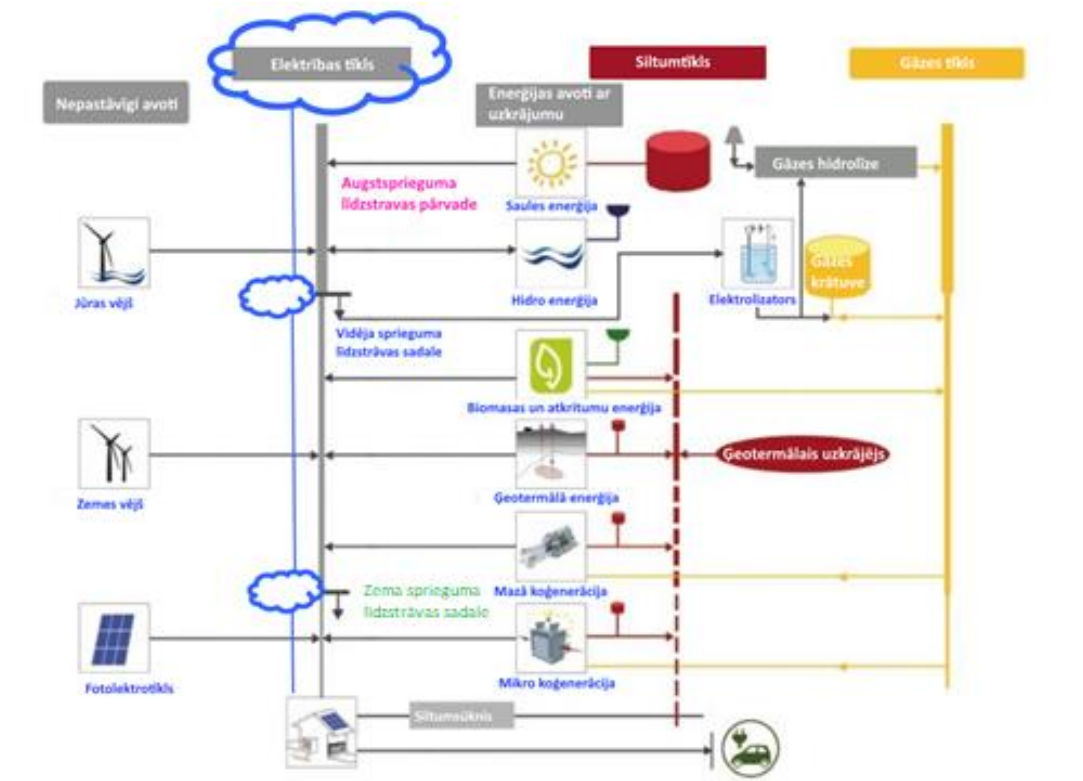 Elektrības tīkls
Siltumtīkls
Gāzes tīkls
Nepastāvīgi avoti
Enerģijas avoti ar
uzkrājumu
Gāzes hidrolīze
Augstsprieguma
līdzstravas pārvade
Saules enerģija
Gāzes
krātuve
Jūras vējš
Hidro enerģija
Elektrolizators
Vidēja sprieguma
līdzstrāvas sadale
Biomasas un atkritumu enerģija
Ģeotermālais uzkrājējs
Zemes vējš
Ģeotermālā enerģija
Zema sprieguma
līdzstrāvas sadale
Mazā koģenerācija
Fotolektrotīkls
Mikro koģenerācija
Siltumsūknis